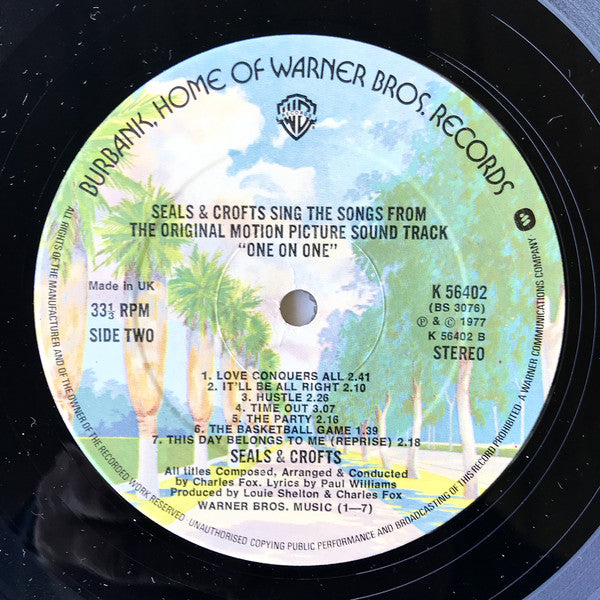 BURBANK, HOME OF WARNER BROS. RECORDS
SEALS & CROFTS SING THE SONGS FROM
THE ORIGINAL MOTION PICTURE SOUND TRACK
“ONE ON ONE”
Made in UK
33⅓ RPM
SIDE TWO
K 56402
(BS 3076)
℗ & © 1977
K 56402 B
STEREO
1. LOVE CONQUERS ALL 2.41
2. IT'LL BE ALL RIGHT 2.10
3. HUSTLE 2.26
4. TIME OUT 3.07
5. THE PARTY 2.16
6. THE BASKETBALL GAME 1.39
7. THIS DAY BELONGS TO ME (REPRISE) 2.18
SEALS & CROFTS
All titles Composed, Arranged & Conducted
by Charles Fox. Lyrics by Paul Williams
Produced by Louie Shelton & Charles Fox
WARNER BROS. MUSIC (1—7)
ALL RIGHTS OF THE MANUFACTURER AND OF THE OWNER OF THE RECORDED WORK RESERVED · UNAUTHORISED COPYING PUBLIC PERFORMANCE AND BROADCASTING OF THIS RECORD PROHIBITED · A WARNER COMMUNICATIONS COMPANY